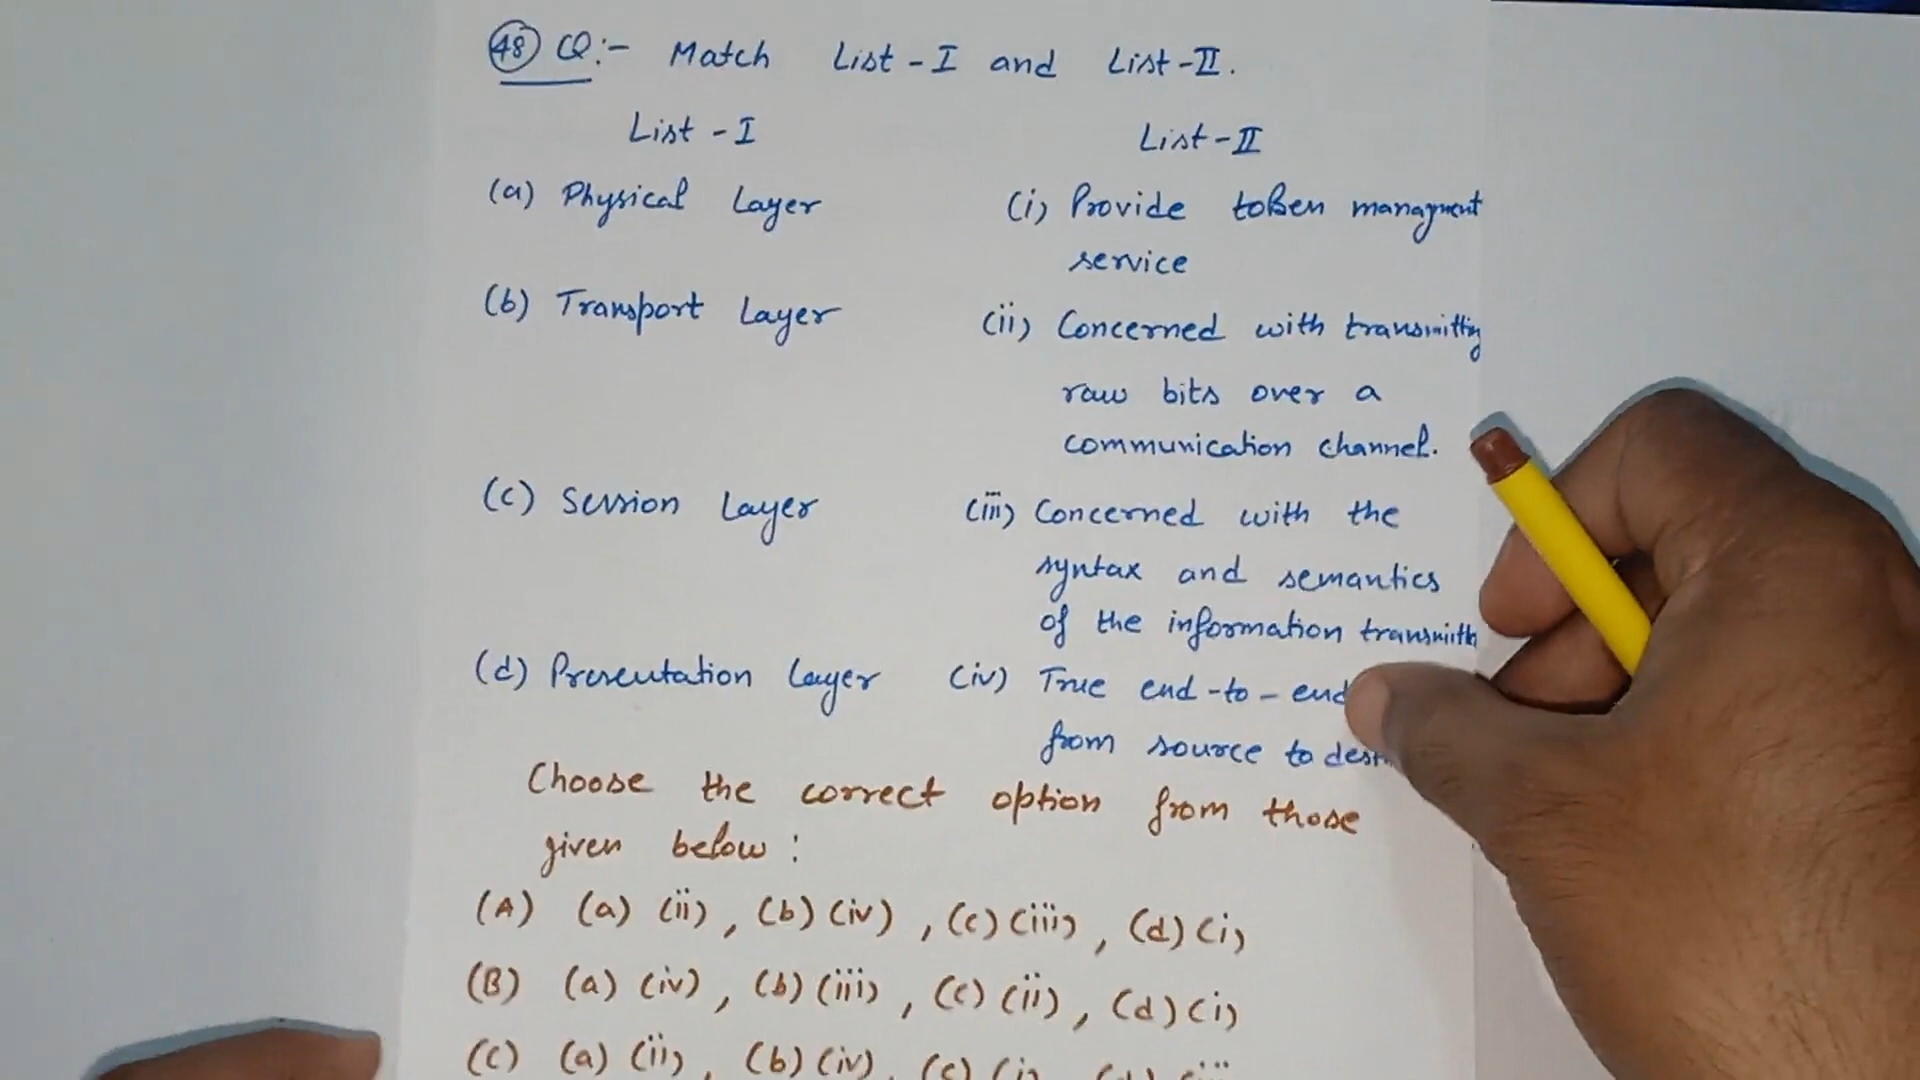 48 Q:- Match List-I and List-II.
List-I List-II
(a) Physical Layer (i) Provide token managment
service
(b) Transport Layer (ii) Concerned with transmitting
raw bits over a
communication channel.
(c) Session Layer (iii) Concerned with the
syntax and semantics
of the information
(d) Presentation Layer (iv) True end-to-end
from source to
Choose the correct option from those
given below:
(A) (a) (ii), (b) (iv), (c) (iii), (d) (i)
(B) (a) (iv), (b) (iii), (c) (ii), (d) (i)
(C) (a) (ii), (b) (iv), (c) (i), (d) (iii)